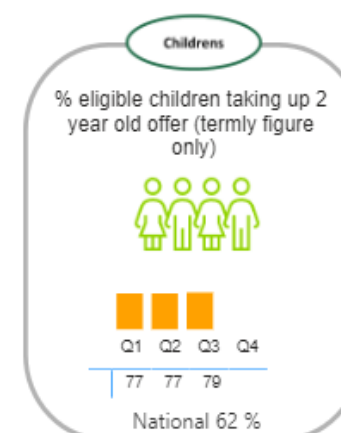 Childrens
% eligible children taking up 2
year old offer (termly figure
only)
Q1 Q2 Q3 Q4
77 77 79
National 62 %